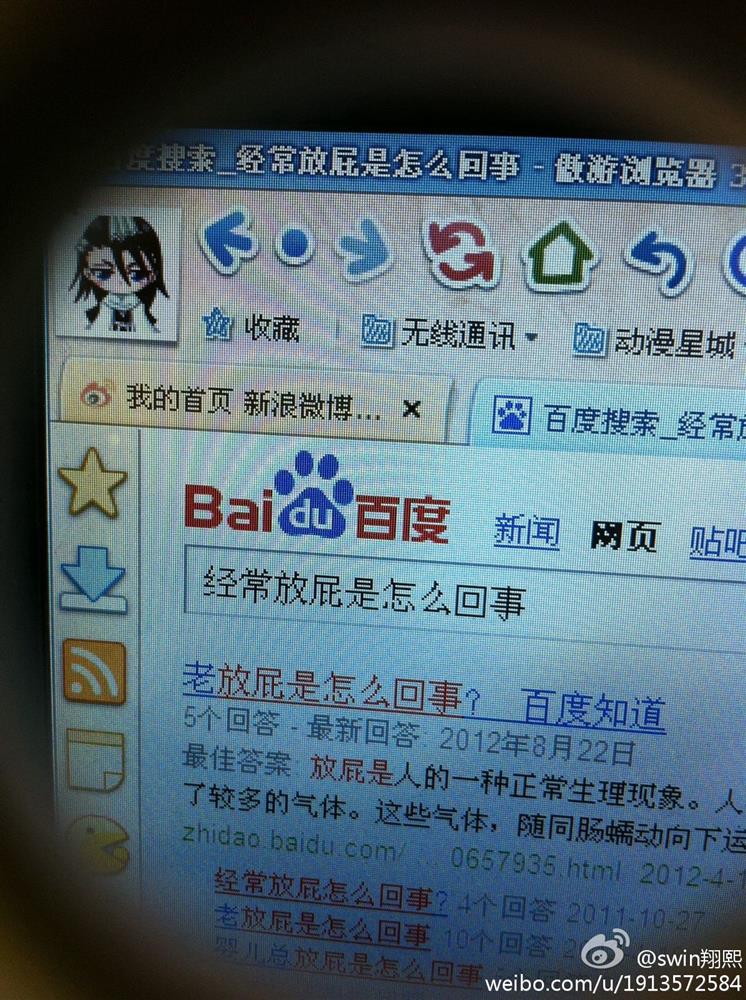 百度搜索_经常放屁是怎么回事 - 傲游浏览器 3
收藏 无线通讯 动漫星城
我的首页 新浪微博... × 百度搜索_经常放
Bai du 百度 新闻 网页 贴吧
经常放屁是怎么回事
老放屁是怎么回事? 百度知道
5个回答 - 最新回答: 2012年8月22日
最佳答案: 放屁是人的一种正常生理现象。人
了较多的气体。这些气体，随同肠蠕动向下运
zhidao.baidu.com/ ... 0657935.html 2012-4-1
经常放屁怎么回事? 4个回答 2011-10-27
老放屁是怎么回事 10个回答 2
婴儿总放屁是怎么回事
@swin翔熙
weibo.com/u/1913572584